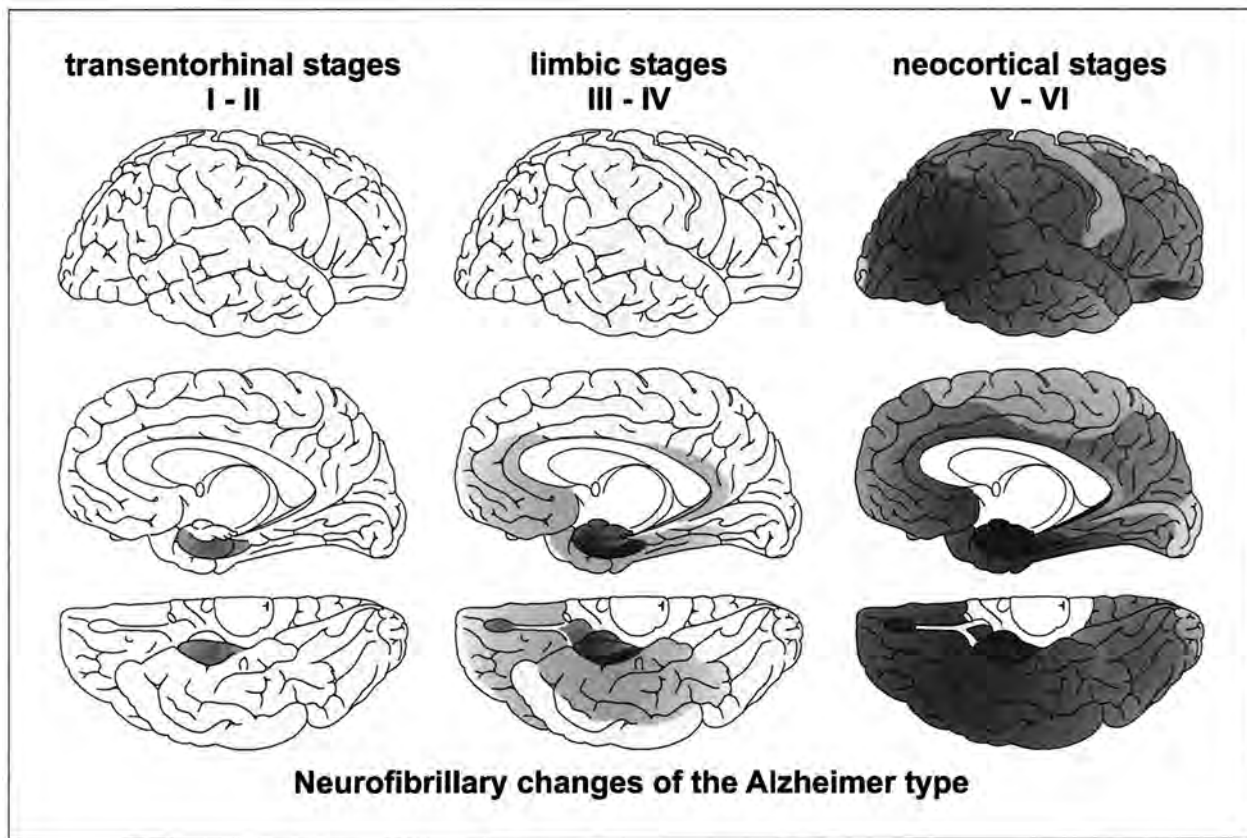 transentorhinal stages
I - II
limbic stages
III - IV
neocortical stages
V - VI
Neurofibrillary changes of the Alzheimer type